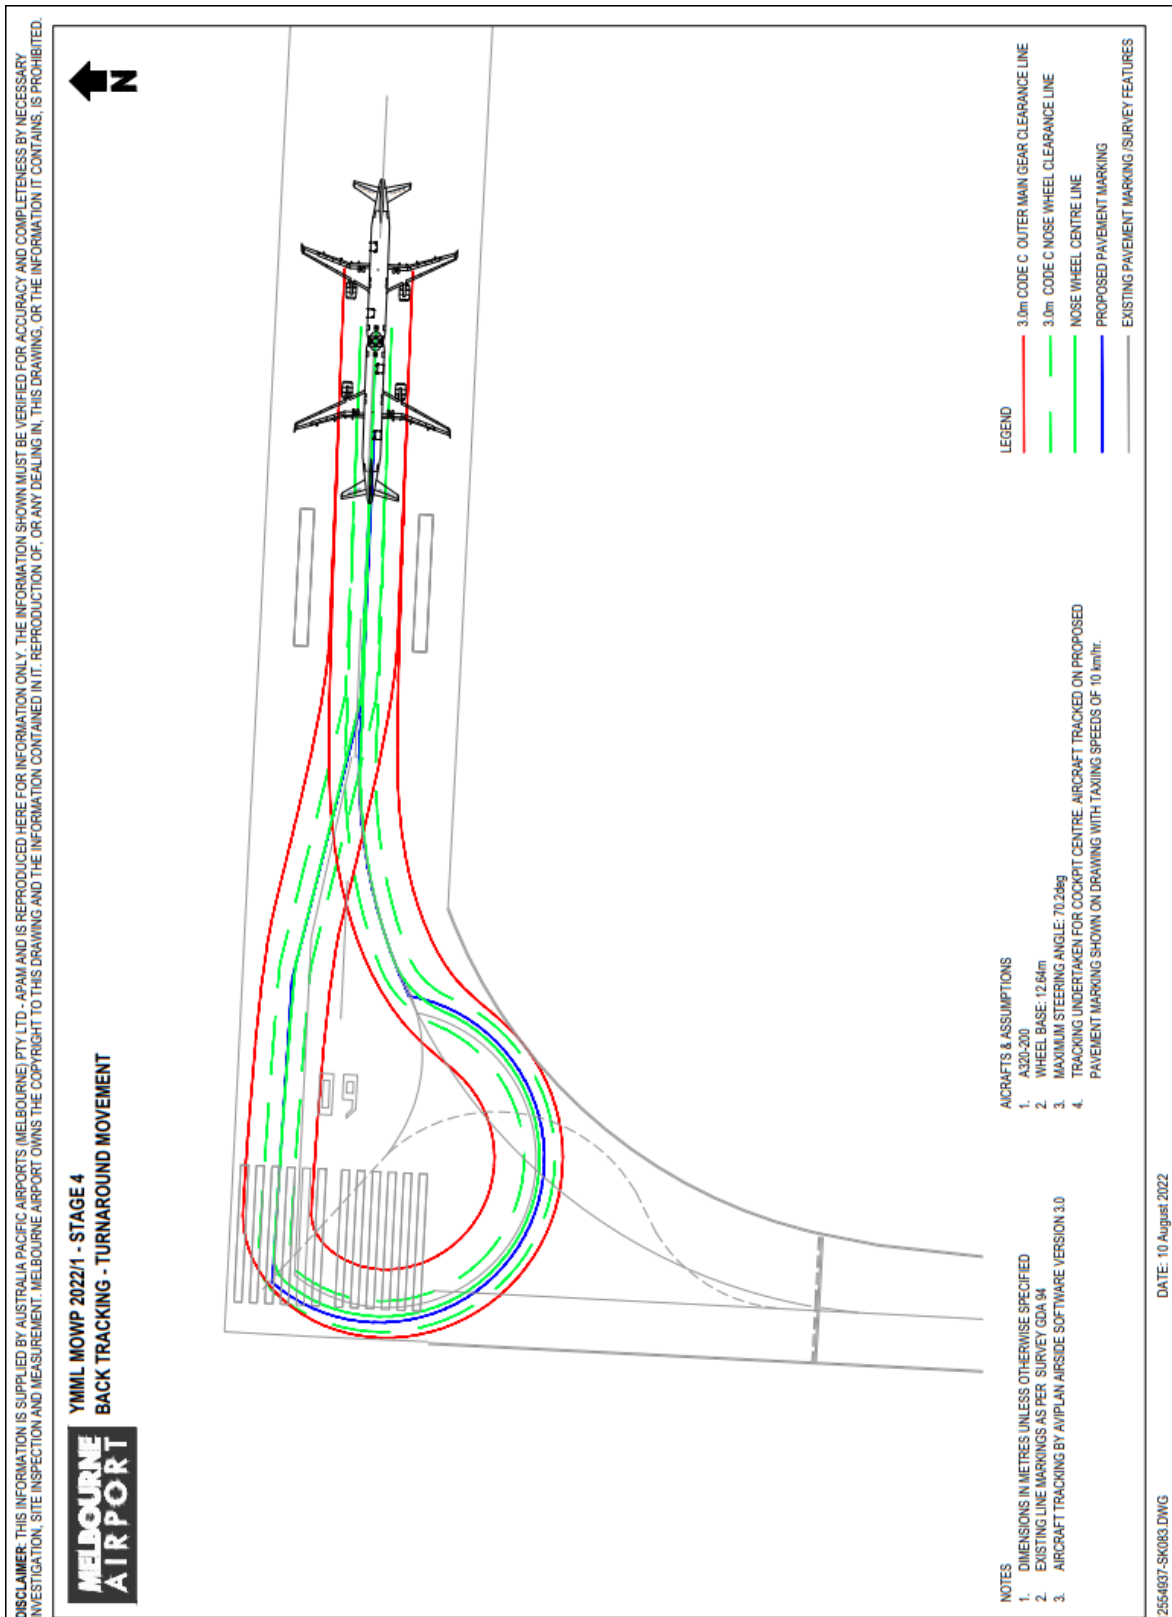 DISCLAIMER: THIS INFORMATION IS SUPPLIED BY AUSTRALIA PACIFIC AIRPORTS (MELBOURNE) PTY LTD - APAM AND IS REPRODUCED HERE FOR INFORMATION ONLY. THE INFORMATION SHOWN MUST BE VERIFIED FOR ACCURACY AND COMPLETENESS BY NECESSARY
INVESTIGATION, SITE INSPECTION AND MEASUREMENT. MELBOURNE AIRPORT OWNS THE COPYRIGHT TO THIS DRAWING AND THE INFORMATION CONTAINED IN IT. REPRODUCTION OF, OR ANY DEALING IN, THIS DRAWING, OR THE INFORMATION IT CONTAINS, IS PROHIBITED.
MELBOURNE
AIRPORT
YMML MOWP 2022/1 - STAGE 4
BACK TRACKING - TURNAROUND MOVEMENT
N
09
NOTES
1. DIMENSIONS IN METRES UNLESS OTHERWISE SPECIFIED
2. EXISTING LINE MARKINGS AS PER SURVEY GDA 94
3. AIRCRAFT TRACKING BY AVIPLAN AIRSIDE SOFTWARE VERSION 3.0
AICRAFTS & ASSUMPTIONS
1. A320-200
2. WHEEL BASE: 12.64m
3. MAXIMUM STEERING ANGLE: 70.2deg
4. TRACKING UNDERTAKEN FOR COCKPIT CENTRE. AIRCRAFT TRACKED ON PROPOSED
PAVEMENT MARKING SHOWN ON DRAWING WITH TAXIING SPEEDS OF 10 km/hr.
LEGEND
3.0m CODE C OUTER MAIN GEAR CLEARANCE LINE
3.0m CODE C NOSE WHEEL CLEARANCE LINE
NOSE WHEEL CENTRE LINE
PROPOSED PAVEMENT MARKING
EXISTING PAVEMENT MARKING /SURVEY FEATURES
2554937-SK083.DWG
DATE: 10 August 2022